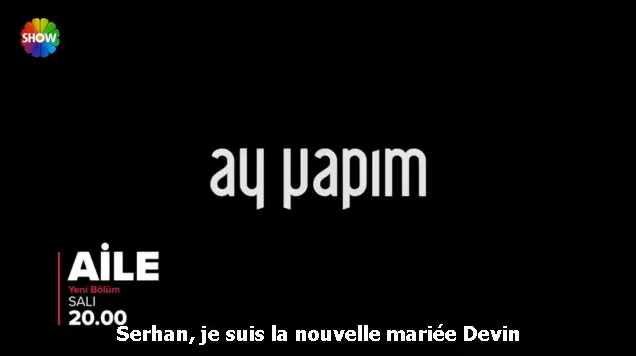 SHOW
ay yapım
AİLE
Yeni Bölüm
SALI
20.00
Serhan, je suis la nouvelle mariée Devin